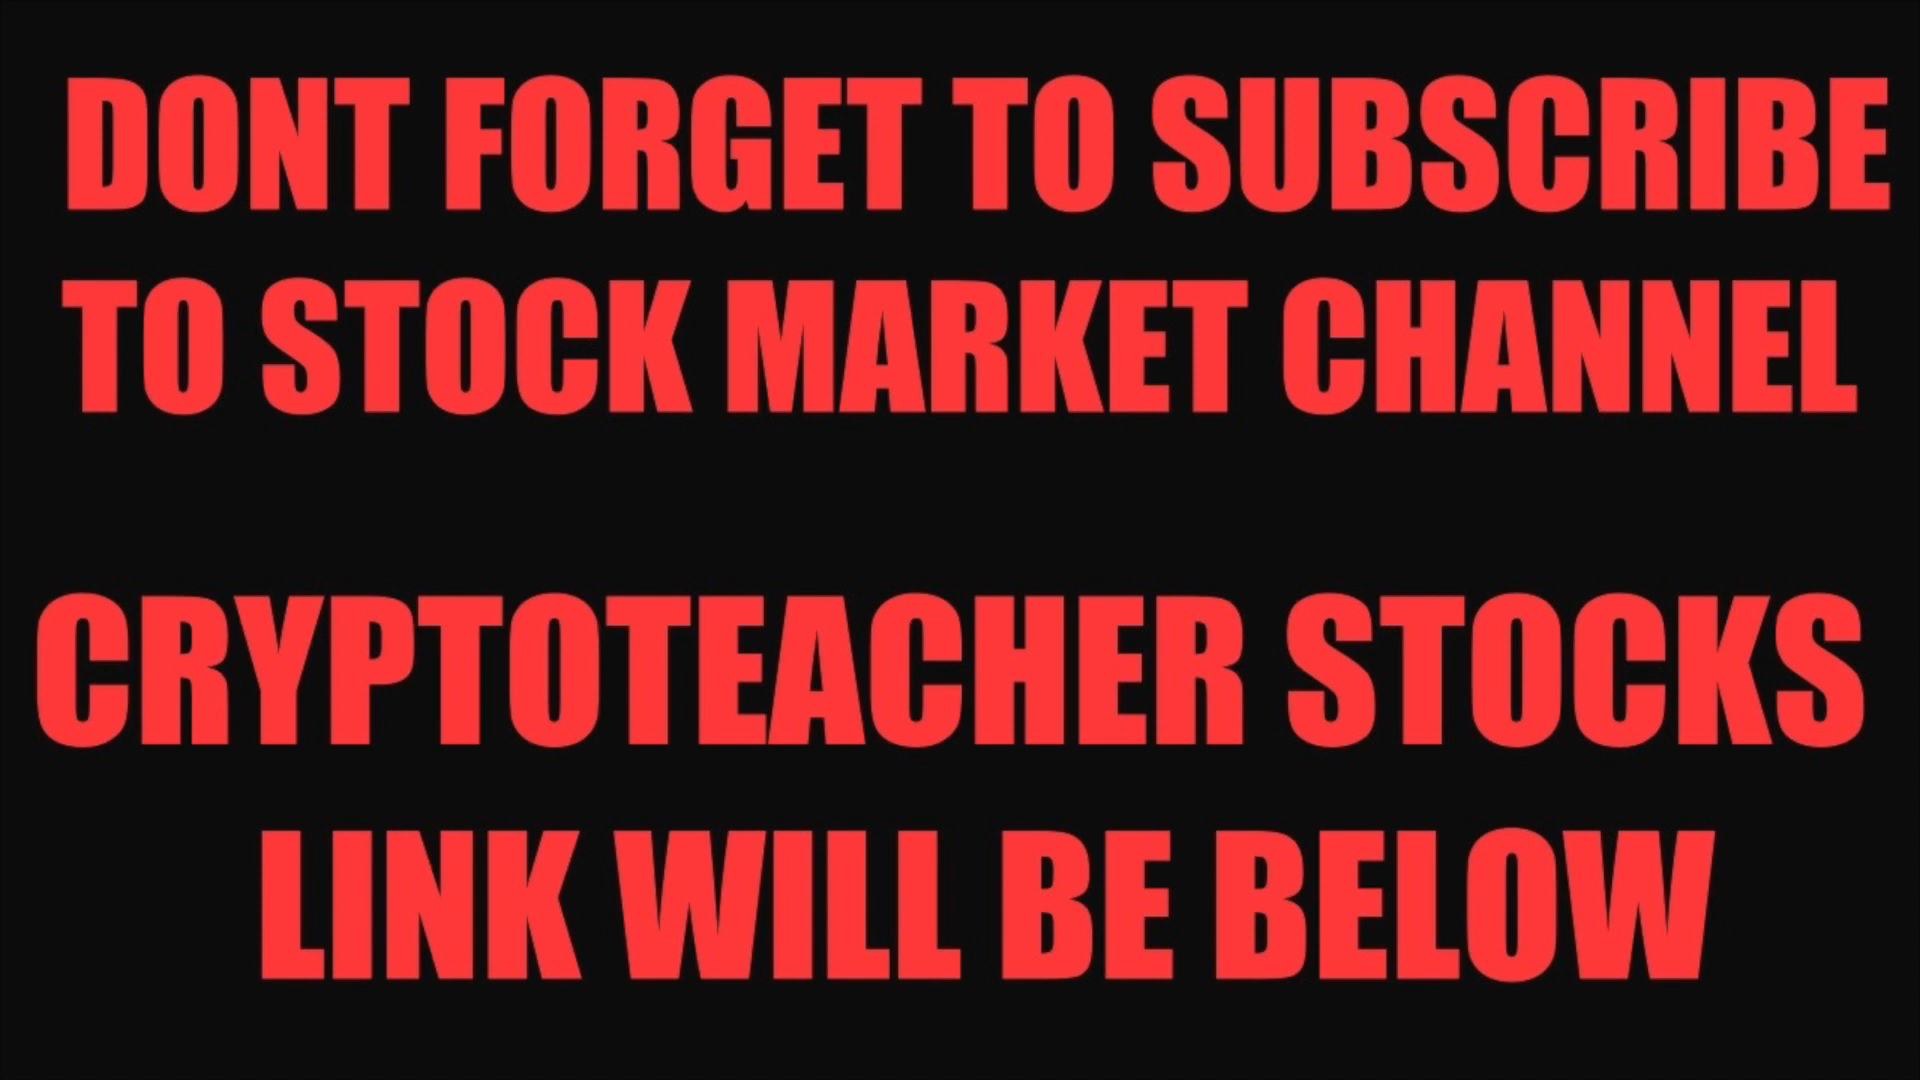 DONT FORGET TO SUBSCRIBE
TO STOCK MARKET CHANNEL
CRYPTOTEACHER STOCKS
LINK WILL BE BELOW